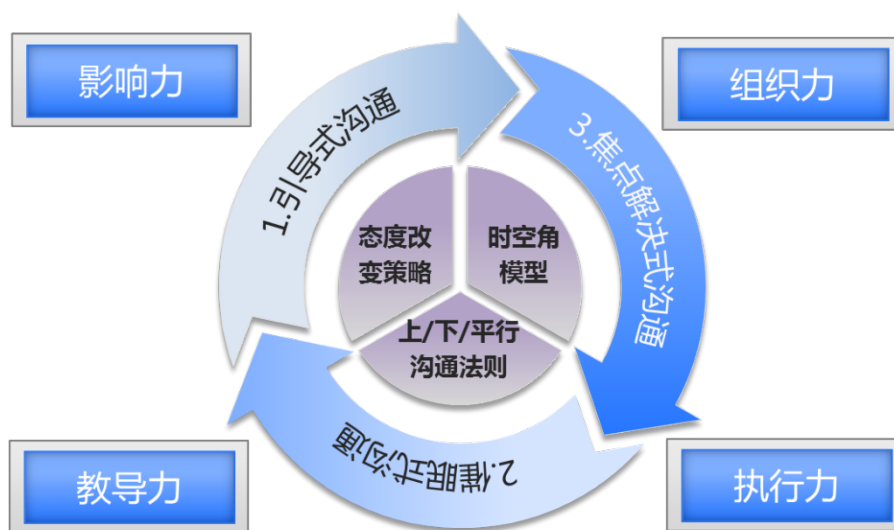 影响力
组织力
1.引导式沟通
3.焦点解决式沟通
态度改
变策略
时空角
模型
上/下/平行
沟通法则
2.催眠式沟通
教导力
执行力